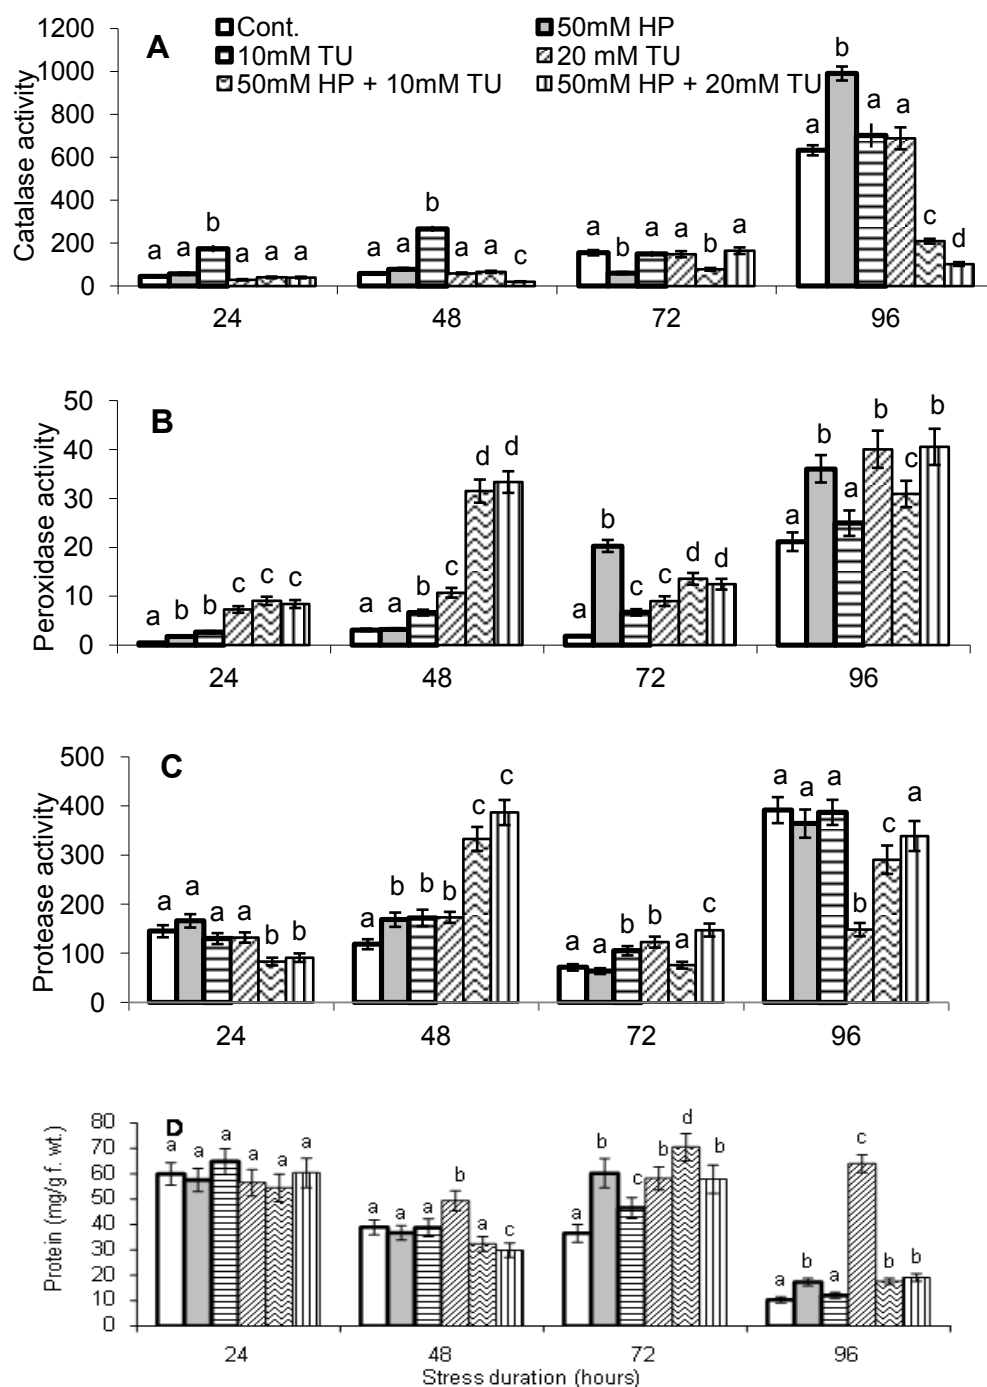 A
Cont.
50mM HP
10mM TU
20 mM TU
50mM HP + 10mM TU
50mM HP + 20mM TU
Catalase activity
1200
1000
800
600
400
200
0
a a b a a a
a a b a a c
a b a a b a
a b a a c d
24 48 72 96
B
Peroxidase activity
50
40
30
20
10
0
a b b c c c
a a b c d d
a b c c d d
a b a b c b
24 48 72 96
C
Protease activity
500
400
300
200
100
0
a a a a b b
a b b b c c
a a b b a c
a a a b c a
24 48 72 96
D
Protein (mg/g f. wt.)
80
70
60
50
40
30
20
10
0
a a a a a a
a a a b a c
a b c b d b
a b a c b b
24 48 72 96
Stress duration (hours)